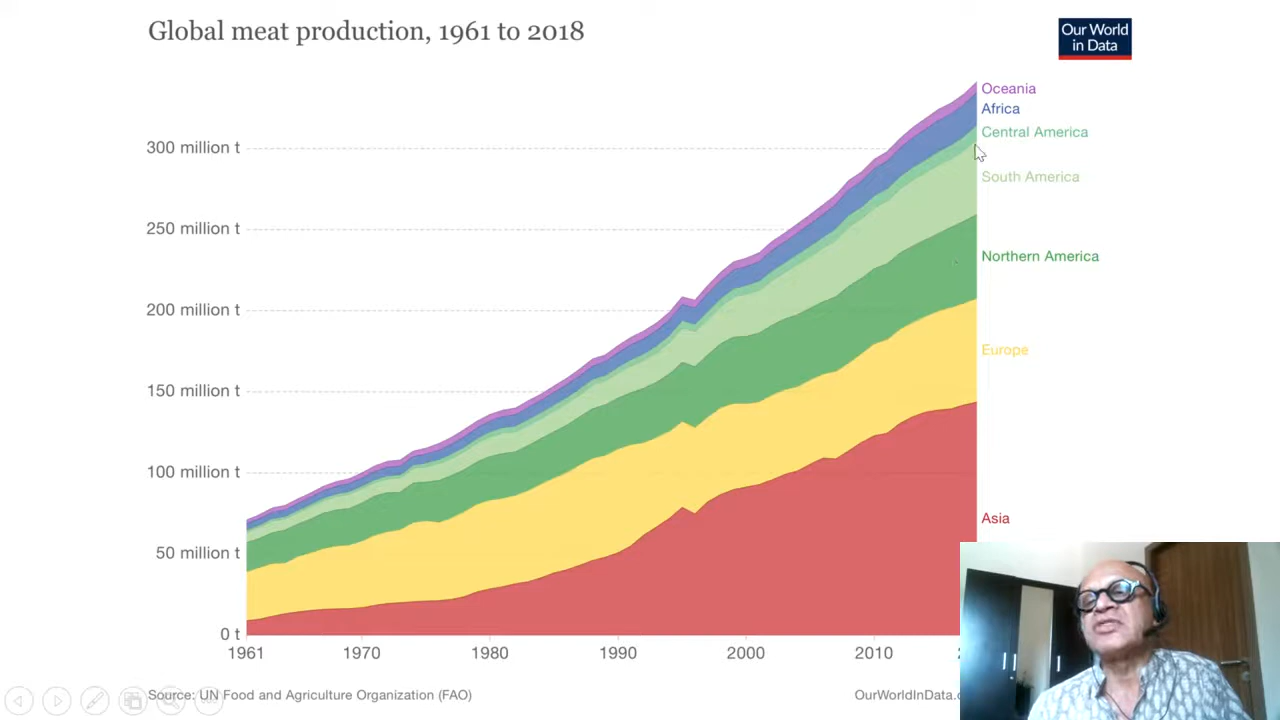 Global meat production, 1961 to 2018
Our World
in Data
Oceania
Africa
Central America
South America
Northern America
Europe
Asia
300 million t
250 million t
200 million t
150 million t
100 million t
50 million t
0 t
1961
1970
1980
1990
2000
2010
Source: UN Food and Agriculture Organization (FAO)
OurWorldInData.